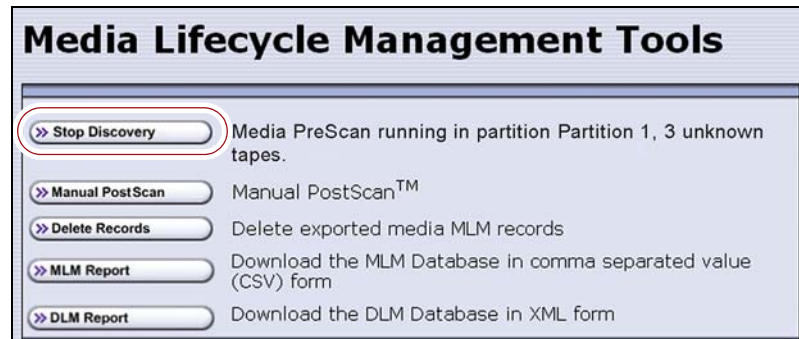 Media Lifecycle Management Tools
» Stop Discovery
Media PreScan running in partition Partition 1, 3 unknown
tapes.
» Manual PostScan
Manual PostScan™
» Delete Records
Delete exported media MLM records
» MLM Report
Download the MLM Database in comma separated value
(CSV) form
» DLM Report
Download the DLM Database in XML form